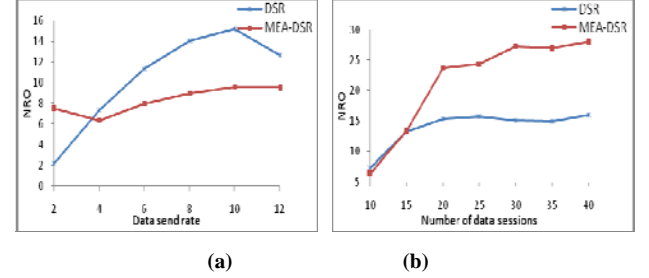 DSR
MEA-DSR
16
14
12
10
8
6
4
2
0
NRO
2 4 6 8 10 12
Data send rate
(a)
DSR
MEA-DSR
35
30
25
20
15
10
5
NRO
10 15 20 25 30 35 40
Number of data sessions
(b)